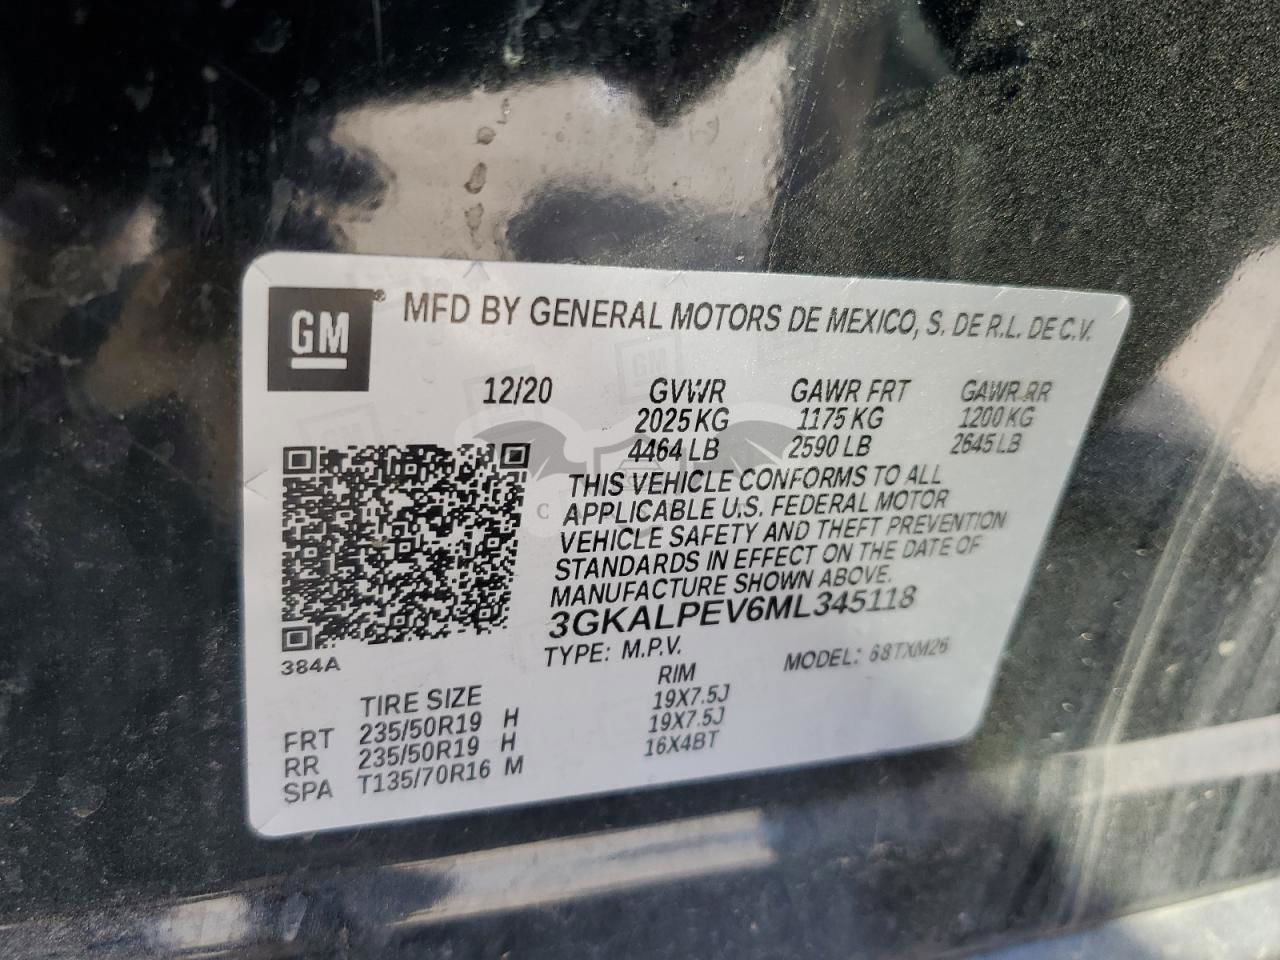 GM
MFD BY GENERAL MOTORS DE MEXICO, S. DE R.L. DE C.V.
12/20 GVWR GAWR FRT GAWR RR
2025 KG 1175 KG 1200 KG
4464 LB 2590 LB 2645 LB
THIS VEHICLE CONFORMS TO ALL
APPLICABLE U.S. FEDERAL MOTOR
VEHICLE SAFETY AND THEFT PREVENTION
STANDARDS IN EFFECT ON THE DATE OF
MANUFACTURE SHOWN ABOVE.
3GKALPEV6ML345118
384A
TYPE: M.P.V. MODEL: 68TXM26
TIRE SIZE RIM
FRT 235/50R19 H 19X7.5J
RR 235/50R19 H 19X7.5J
SPA T135/70R16 M 16X4BT